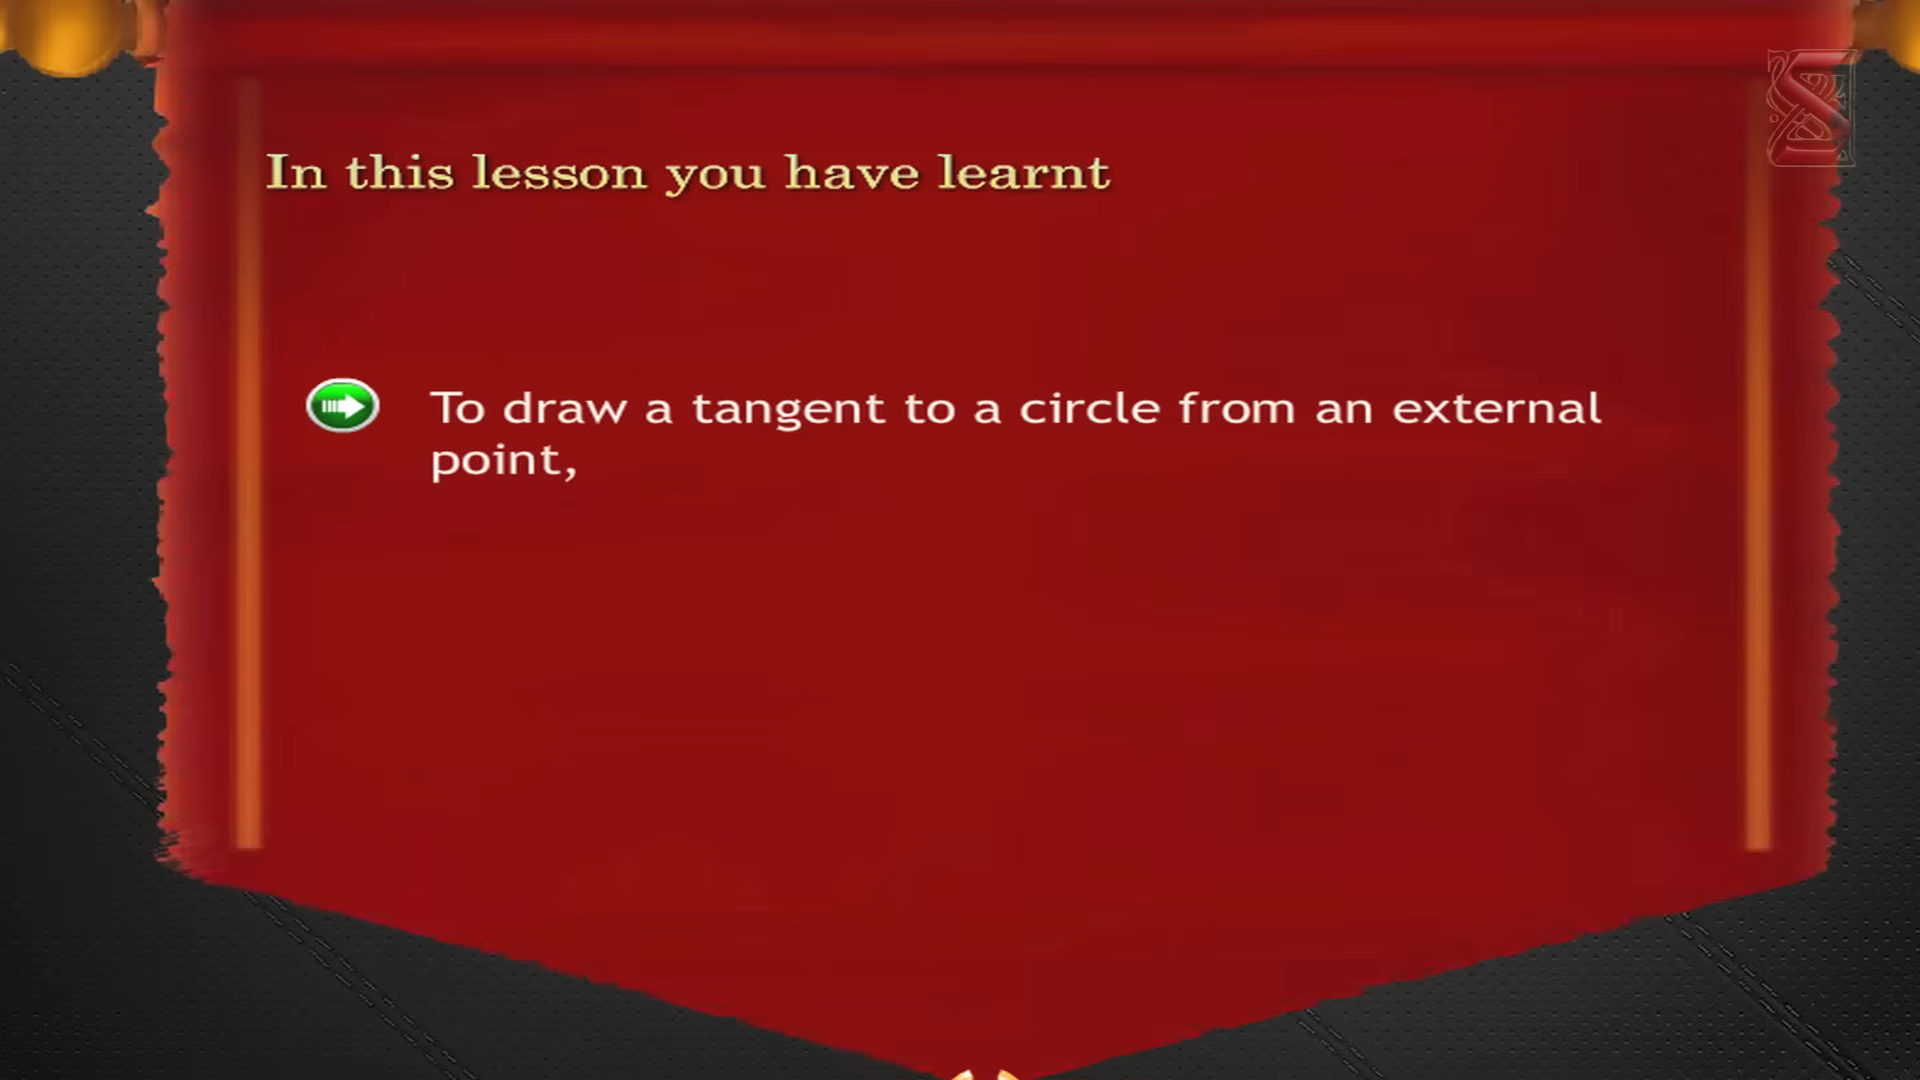 In this lesson you have learnt
To draw a tangent to a circle from an external
point,